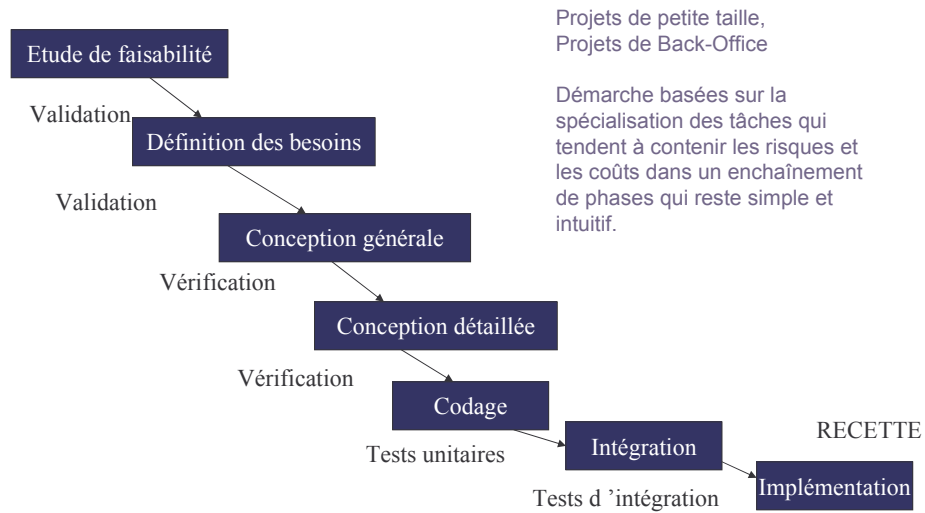 Projets de petite taille,
Projets de Back-Office
Démarche basées sur la
spécialisation des tâches qui
tendent à contenir les risques et
les coûts dans un enchaînement
de phases qui reste simple et
intuitif.
Etude de faisabilité
Validation
Définition des besoins
Validation
Conception générale
Vérification
Conception détaillée
Vérification
Codage
Tests unitaires
Intégration
Tests d ’intégration
RECETTE
Implémentation